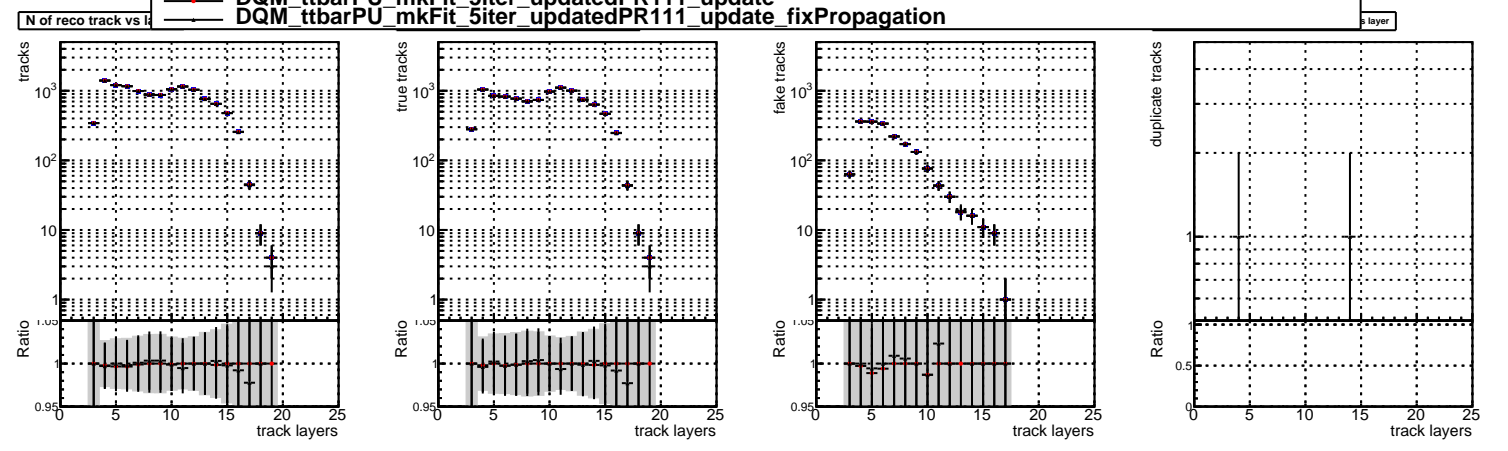 DQM_ttbarPU_mkFit_5iter_updatedPR111_update
DQM_ttbarPU_mkFit_5iter_updatedPR111_update_fixPropagation
N of reco track vs
s layer
tracks
10³
10²
10
1
Ratio
1.05
1
0.95
0 5 10 15 20 25
track layers
true tracks
10³
10²
10
1
Ratio
1.05
1
0.95
0 5 10 15 20 25
track layers
fake tracks
10³
10²
10
1
Ratio
1.05
1
0.95
0 5 10 15 20 25
track layers
duplicate tracks
1
Ratio
1
0.5
0
0 5 10 15 20 25
track layers